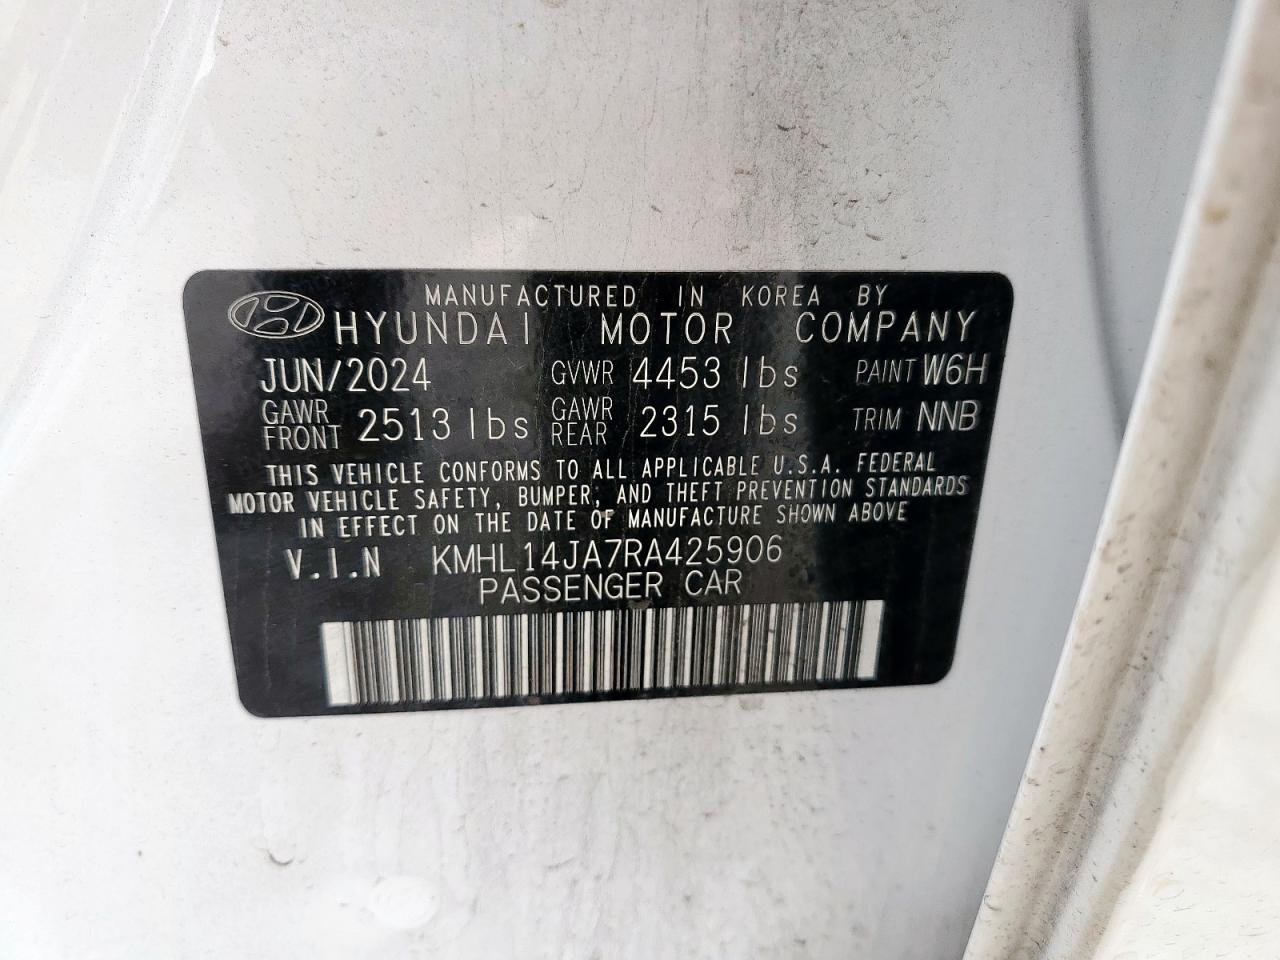 MANUFACTURED IN KOREA BY
HYUNDAI MOTOR COMPANY
JUN/2024 GVWR 4453 lbs PAINT W6H
GAWR FRONT 2513 lbs GAWR REAR 2315 lbs TRIM NNB
THIS VEHICLE CONFORMS TO ALL APPLICABLE U.S.A. FEDERAL
MOTOR VEHICLE SAFETY, BUMPER, AND THEFT PREVENTION STANDARDS
IN EFFECT ON THE DATE OF MANUFACTURE SHOWN ABOVE
V.I.N KMHL14JA7RA425906
PASSENGER CAR